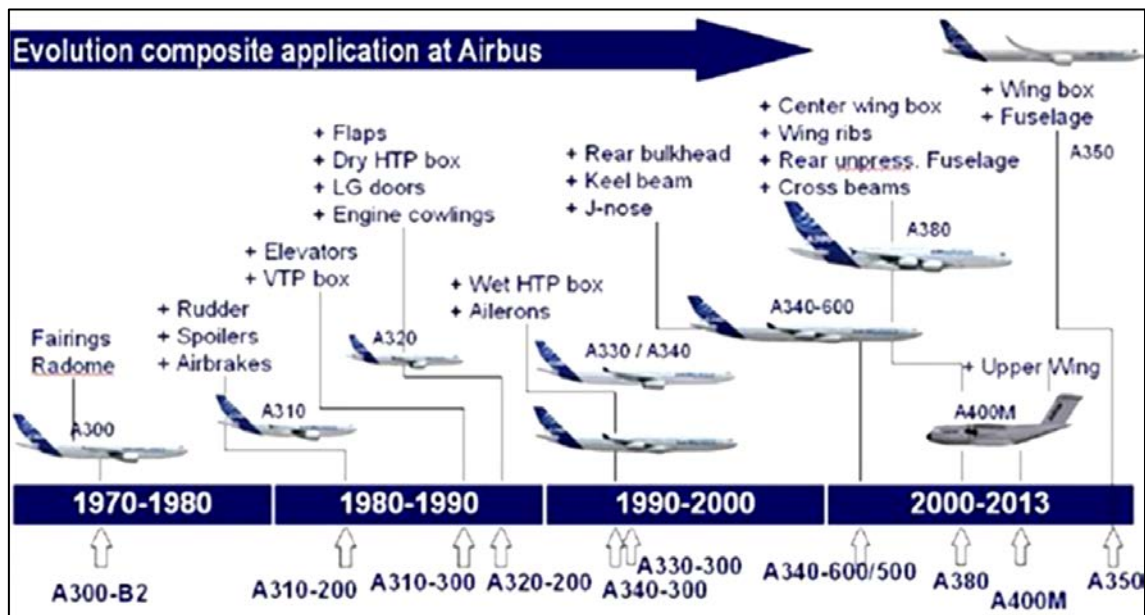 Evolution composite application at Airbus
+ Wing box
+ Fuselage
A350
+ Center wing box
+ Wing ribs
+ Rear unpress. Fuselage
+ Cross beams
A380
+ Flaps
+ Dry HTP box
+ LG doors
+ Engine cowlings
A320
+ Rear bulkhead
+ Keel beam
+ J-nose
A340-600
+ Elevators
+ VTP box
+ Wet HTP box
+ Ailerons
A330 / A340
+ Rudder
+ Spoilers
+ Airbrakes
A310
Fairings
Radome
A300
+ Upper Wing
A400M
1970-1980
1980-1990
1990-2000
2000-2013
A300-B2
A310-200
A310-300
A320-200
A330-300
A340-300
A340-600/500
A380
A400M
A350